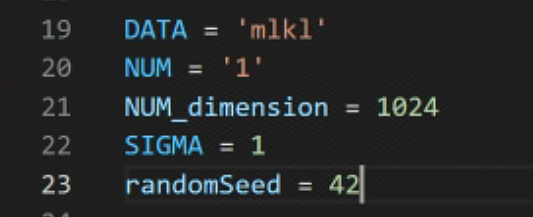 19 DATA = 'mlkl'
20 NUM = '1'
21 NUM_dimension = 1024
22 SIGMA = 1
23 randomSeed = 42